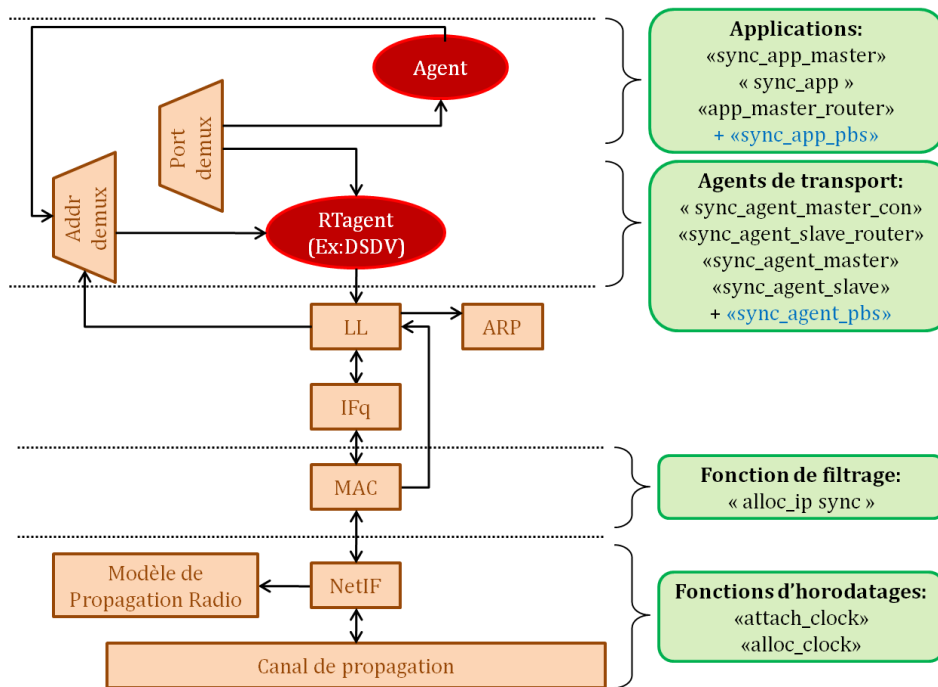 Agent
Port
demux
Addr
demux
RTagent
(Ex:DSDV)
LL
ARP
IFq
MAC
Modèle de
Propagation Radio
NetIF
Canal de propagation
Applications:
«sync_app_master»
« sync_app »
«app_master_router»
+ «sync_app_pbs»
Agents de transport:
« sync_agent_master_con»
«sync_agent_slave_router»
«sync_agent_master»
«sync_agent_slave»
+ «sync_agent_pbs»
Fonction de filtrage:
« alloc_ip sync »
Fonctions d'horodatages:
«attach_clock»
«alloc_clock»